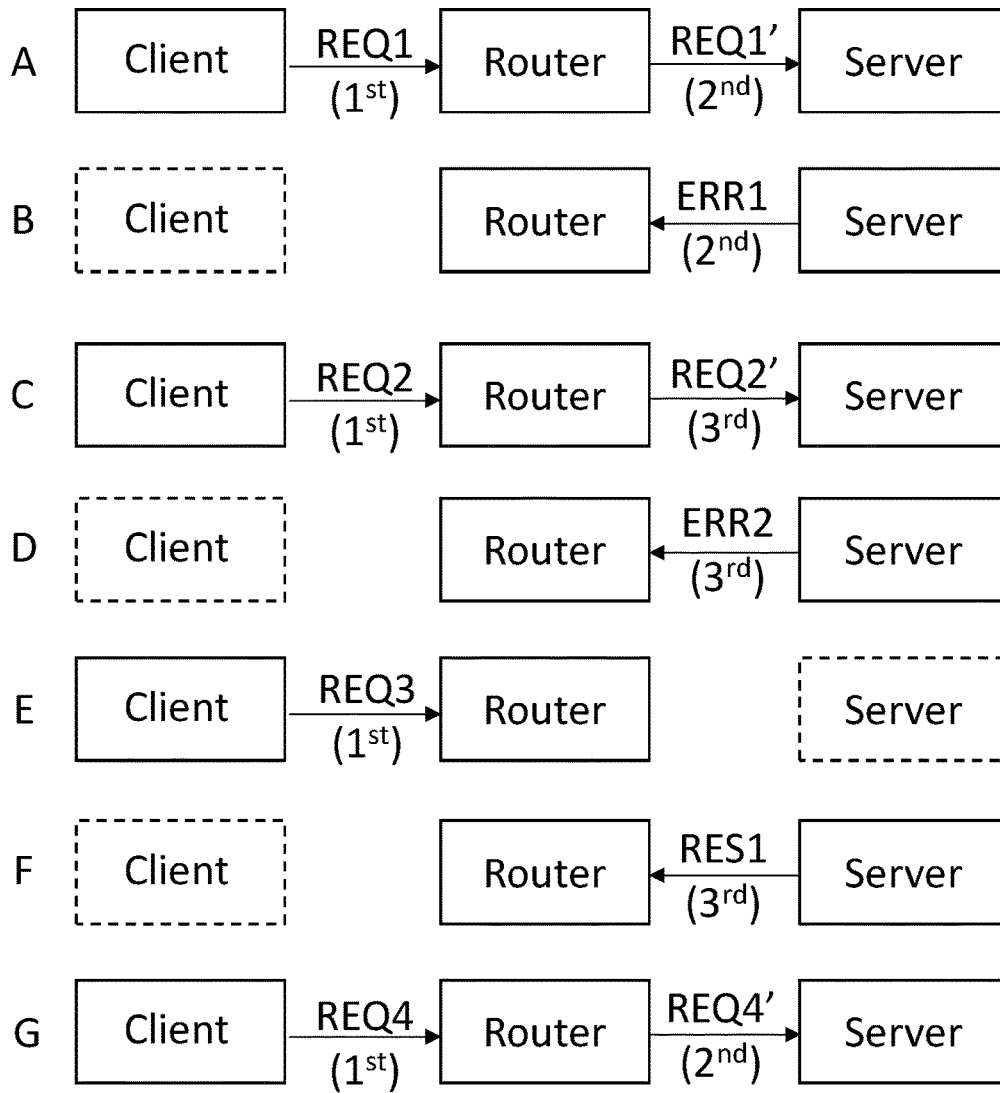 A Client REQ1 (1st) Router REQ1’ (2nd) Server
B Client Router ERR1 (2nd) Server
C Client REQ2 (1st) Router REQ2’ (3rd) Server
D Client Router ERR2 (3rd) Server
E Client REQ3 (1st) Router Server
F Client Router RES1 (3rd) Server
G Client REQ4 (1st) Router REQ4’ (2nd) Server